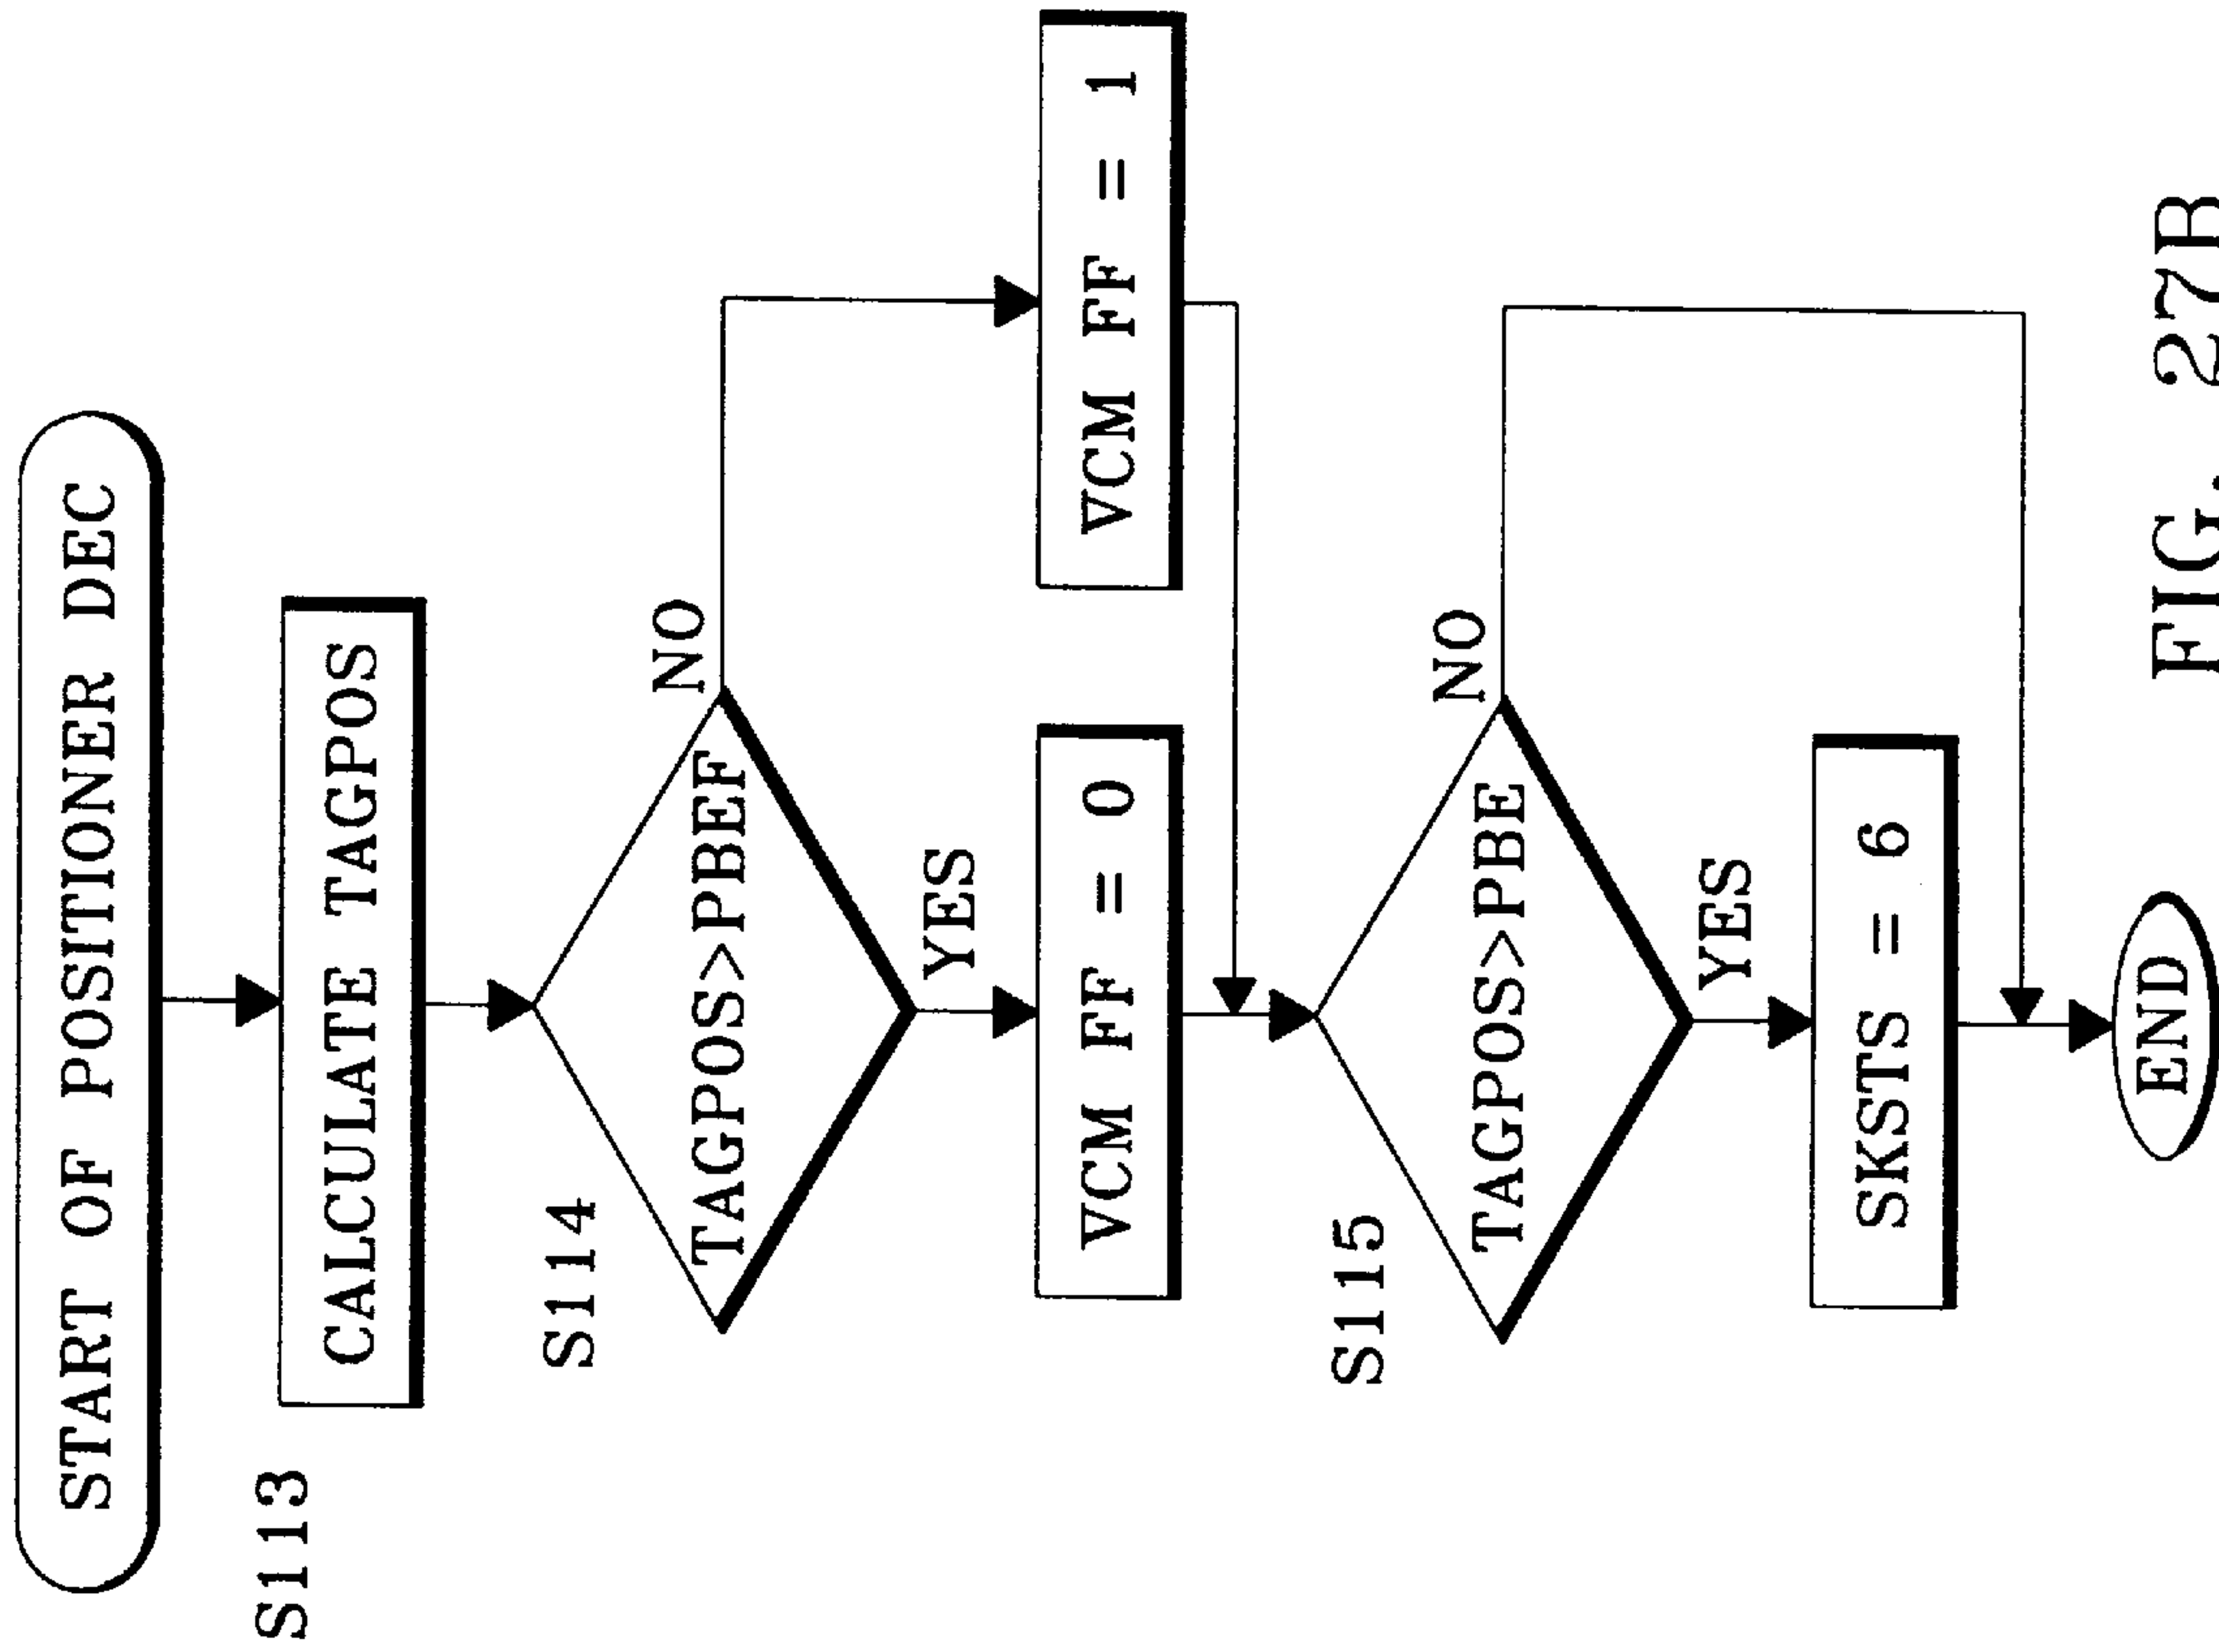 START OF POSITIONER DEC
S113
CALCULATE TAGPOS
S114
TAGPOS>PBEF
NO
YES
VCM FF = 0
VCM FF = 1
S115
TAGPOS>PBE
NO
YES
SKSTS = 6
END
FIG. 27B